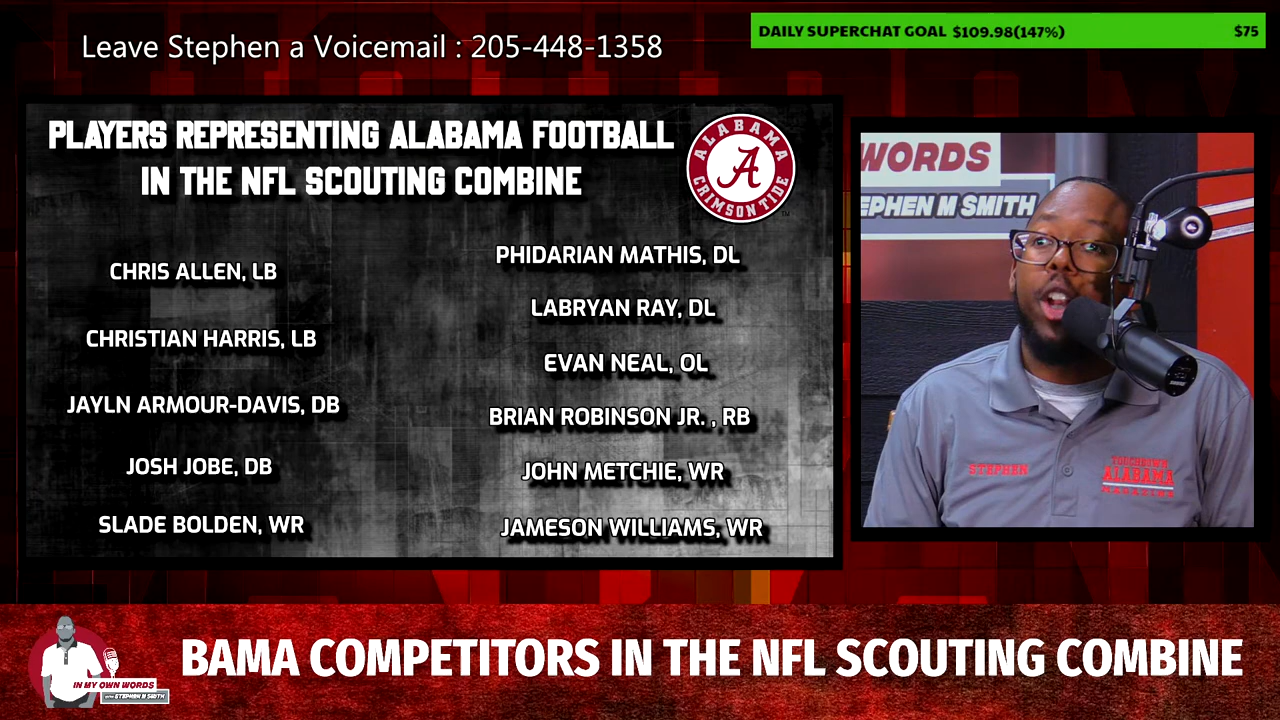 Leave Stephen a Voicemail : 205-448-1358
DAILY SUPERCHAT GOAL $109.98(147%) $75
PLAYERS REPRESENTING ALABAMA FOOTBALL
IN THE NFL SCOUTING COMBINE
ALABAMA
A
CRIMSON TIDE
CHRIS ALLEN, LB
CHRISTIAN HARRIS, LB
JAYLN ARMOUR-DAVIS, DB
JOSH JOBE, DB
SLADE BOLDEN, WR
PHIDARIAN MATHIS, DL
LABRYAN RAY, DL
EVAN NEAL, OL
BRIAN ROBINSON JR. , RB
JOHN METCHIE, WR
JAMESON WILLIAMS, WR
WORDS
EPHEN M SMITH
STEPHEN
TOUCHDOWN
ALABAMA
MAGAZINE
IN MY OWN WORDS
WITH STEPHEN M SMITH
BAMA COMPETITORS IN THE NFL SCOUTING COMBINE